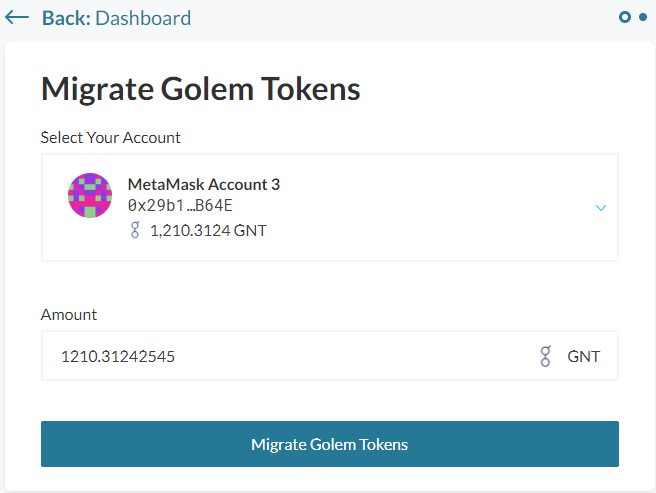 Back: Dashboard
Migrate Golem Tokens
Select Your Account
MetaMask Account 3
0x29b1…B64E
1,210.3124 GNT
Amount
1210.31242545 GNT
Migrate Golem Tokens